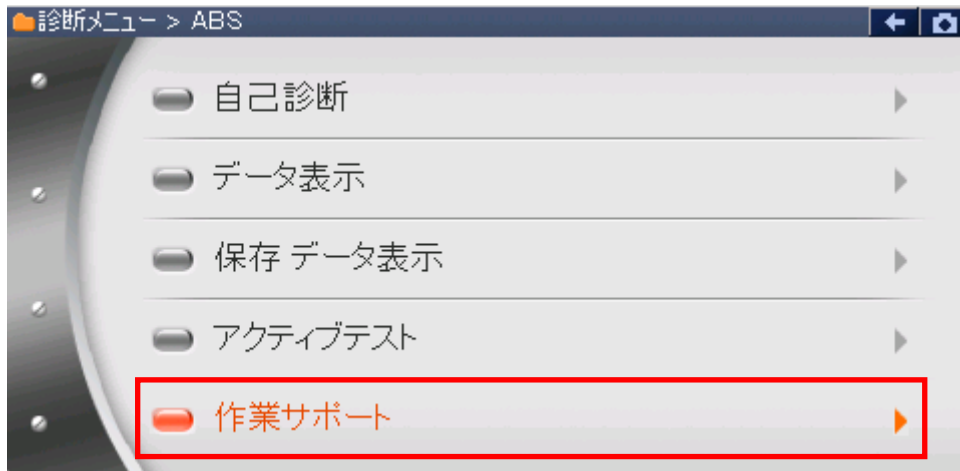 診断メニュー > ABS
自己診断
データ表示
保存 データ表示
アクティブテスト
作業サポート